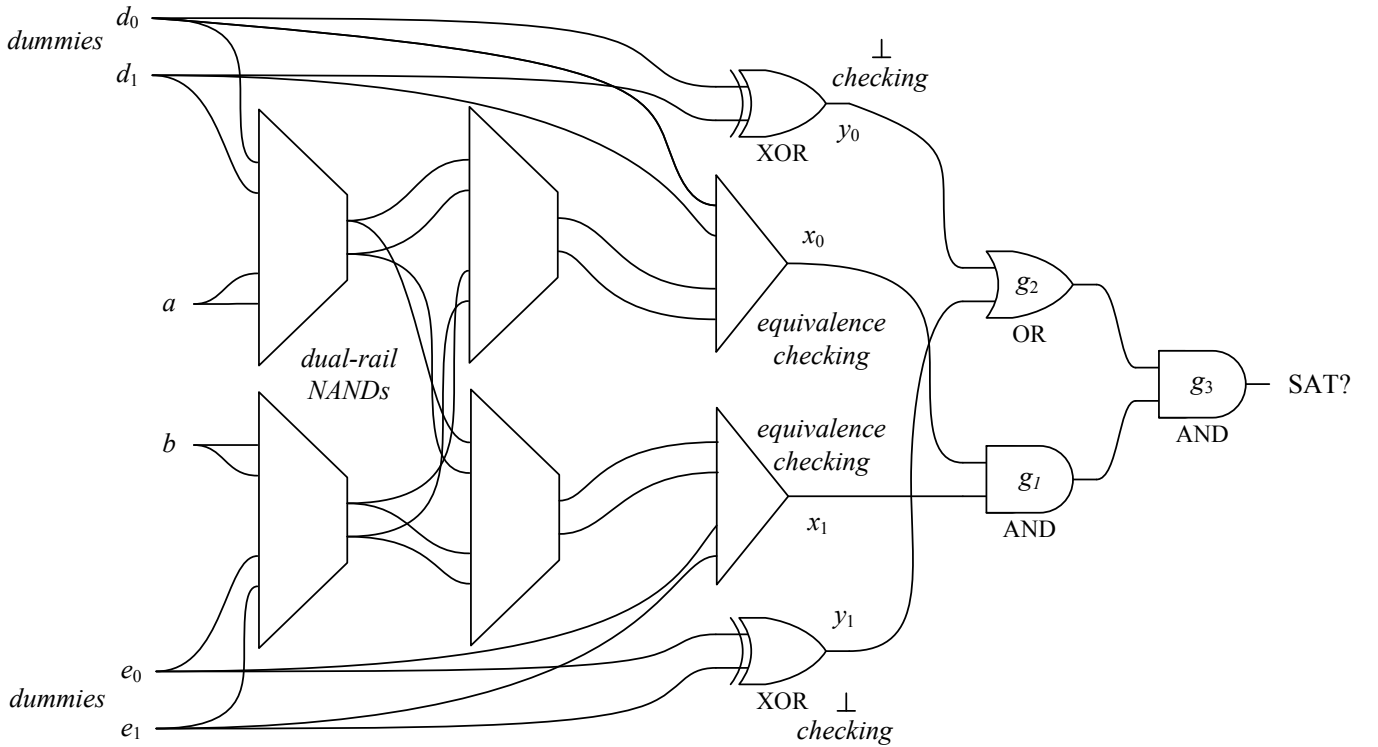 d0
dummies
d1
⊥
checking
y0
XOR
x0
g2
OR
a
equivalence
checking
dual-rail
NANDs
g3
SAT?
AND
b
equivalence
checking
g1
AND
x1
y1
e0
dummies
e1
XOR
⊥
checking